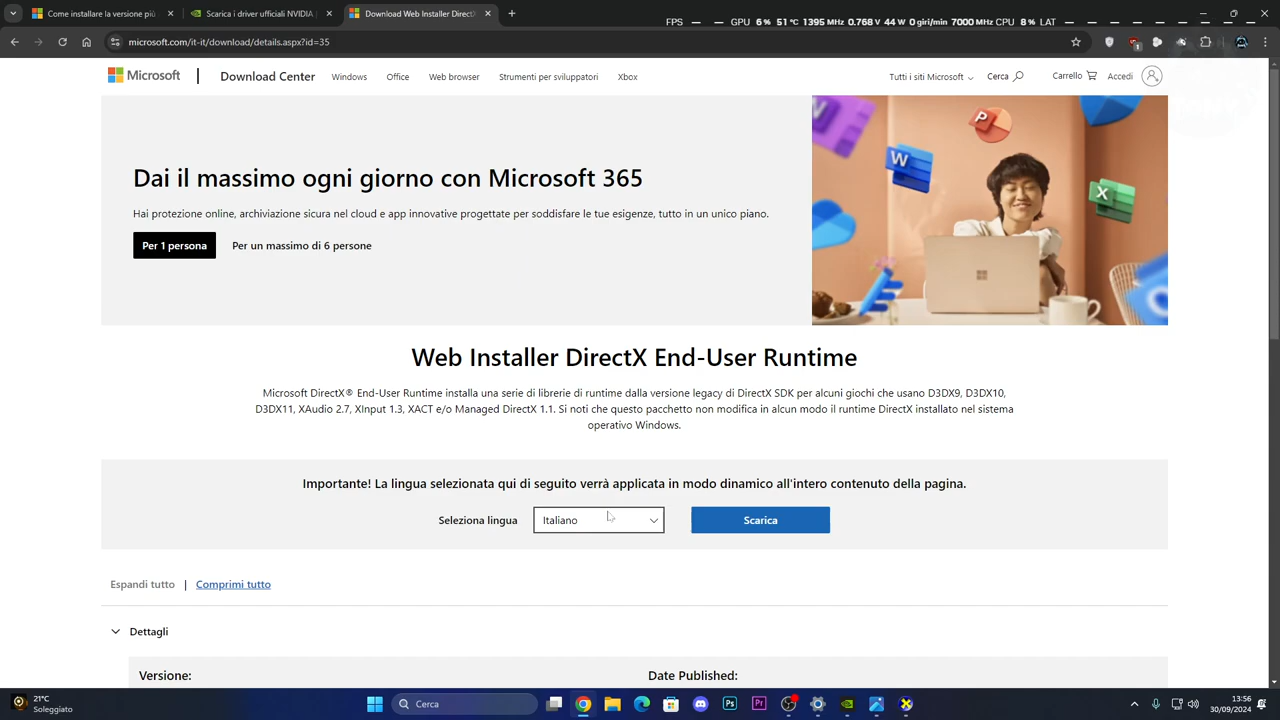 Come installare la versione più
Scarica i driver ufficiali NVIDIA
Download Web Installer DirectX
FPS — GPU 6 % 51 °C 1395 MHz 0.768 V 44 W 0 giri/min 7000 MHz CPU 8 % LAT —
microsoft.com/it-it/download/details.aspx?id=35
1
Microsoft
Download Center
Windows
Office
Web browser
Strumenti per sviluppatori
Xbox
Tutti i siti Microsoft
Cerca
Carrello
Accedi
Dai il massimo ogni giorno con Microsoft 365
Hai protezione online, archiviazione sicura nel cloud e app innovative progettate per soddisfare le tue esigenze, tutto in un unico piano.
Per 1 persona
Per un massimo di 6 persone
W
P
X
Web Installer DirectX End-User Runtime
Microsoft DirectX® End-User Runtime installa una serie di librerie di runtime dalla versione legacy di DirectX SDK per alcuni giochi che usano D3DX9, D3DX10,
D3DX11, XAudio 2.7, XInput 1.3, XACT e/o Managed DirectX 1.1. Si noti che questo pacchetto non modifica in alcun modo il runtime DirectX installato nel sistema
operativo Windows.
Importante! La lingua selezionata qui di seguito verrà applicata in modo dinamico all'intero contenuto della pagina.
Seleziona lingua
Italiano
Scarica
Espandi tutto | Comprimi tutto
Dettagli
Versione:
Date Published:
21°C
Soleggiato
Cerca
Ps
Pr
13:56
30/09/2024